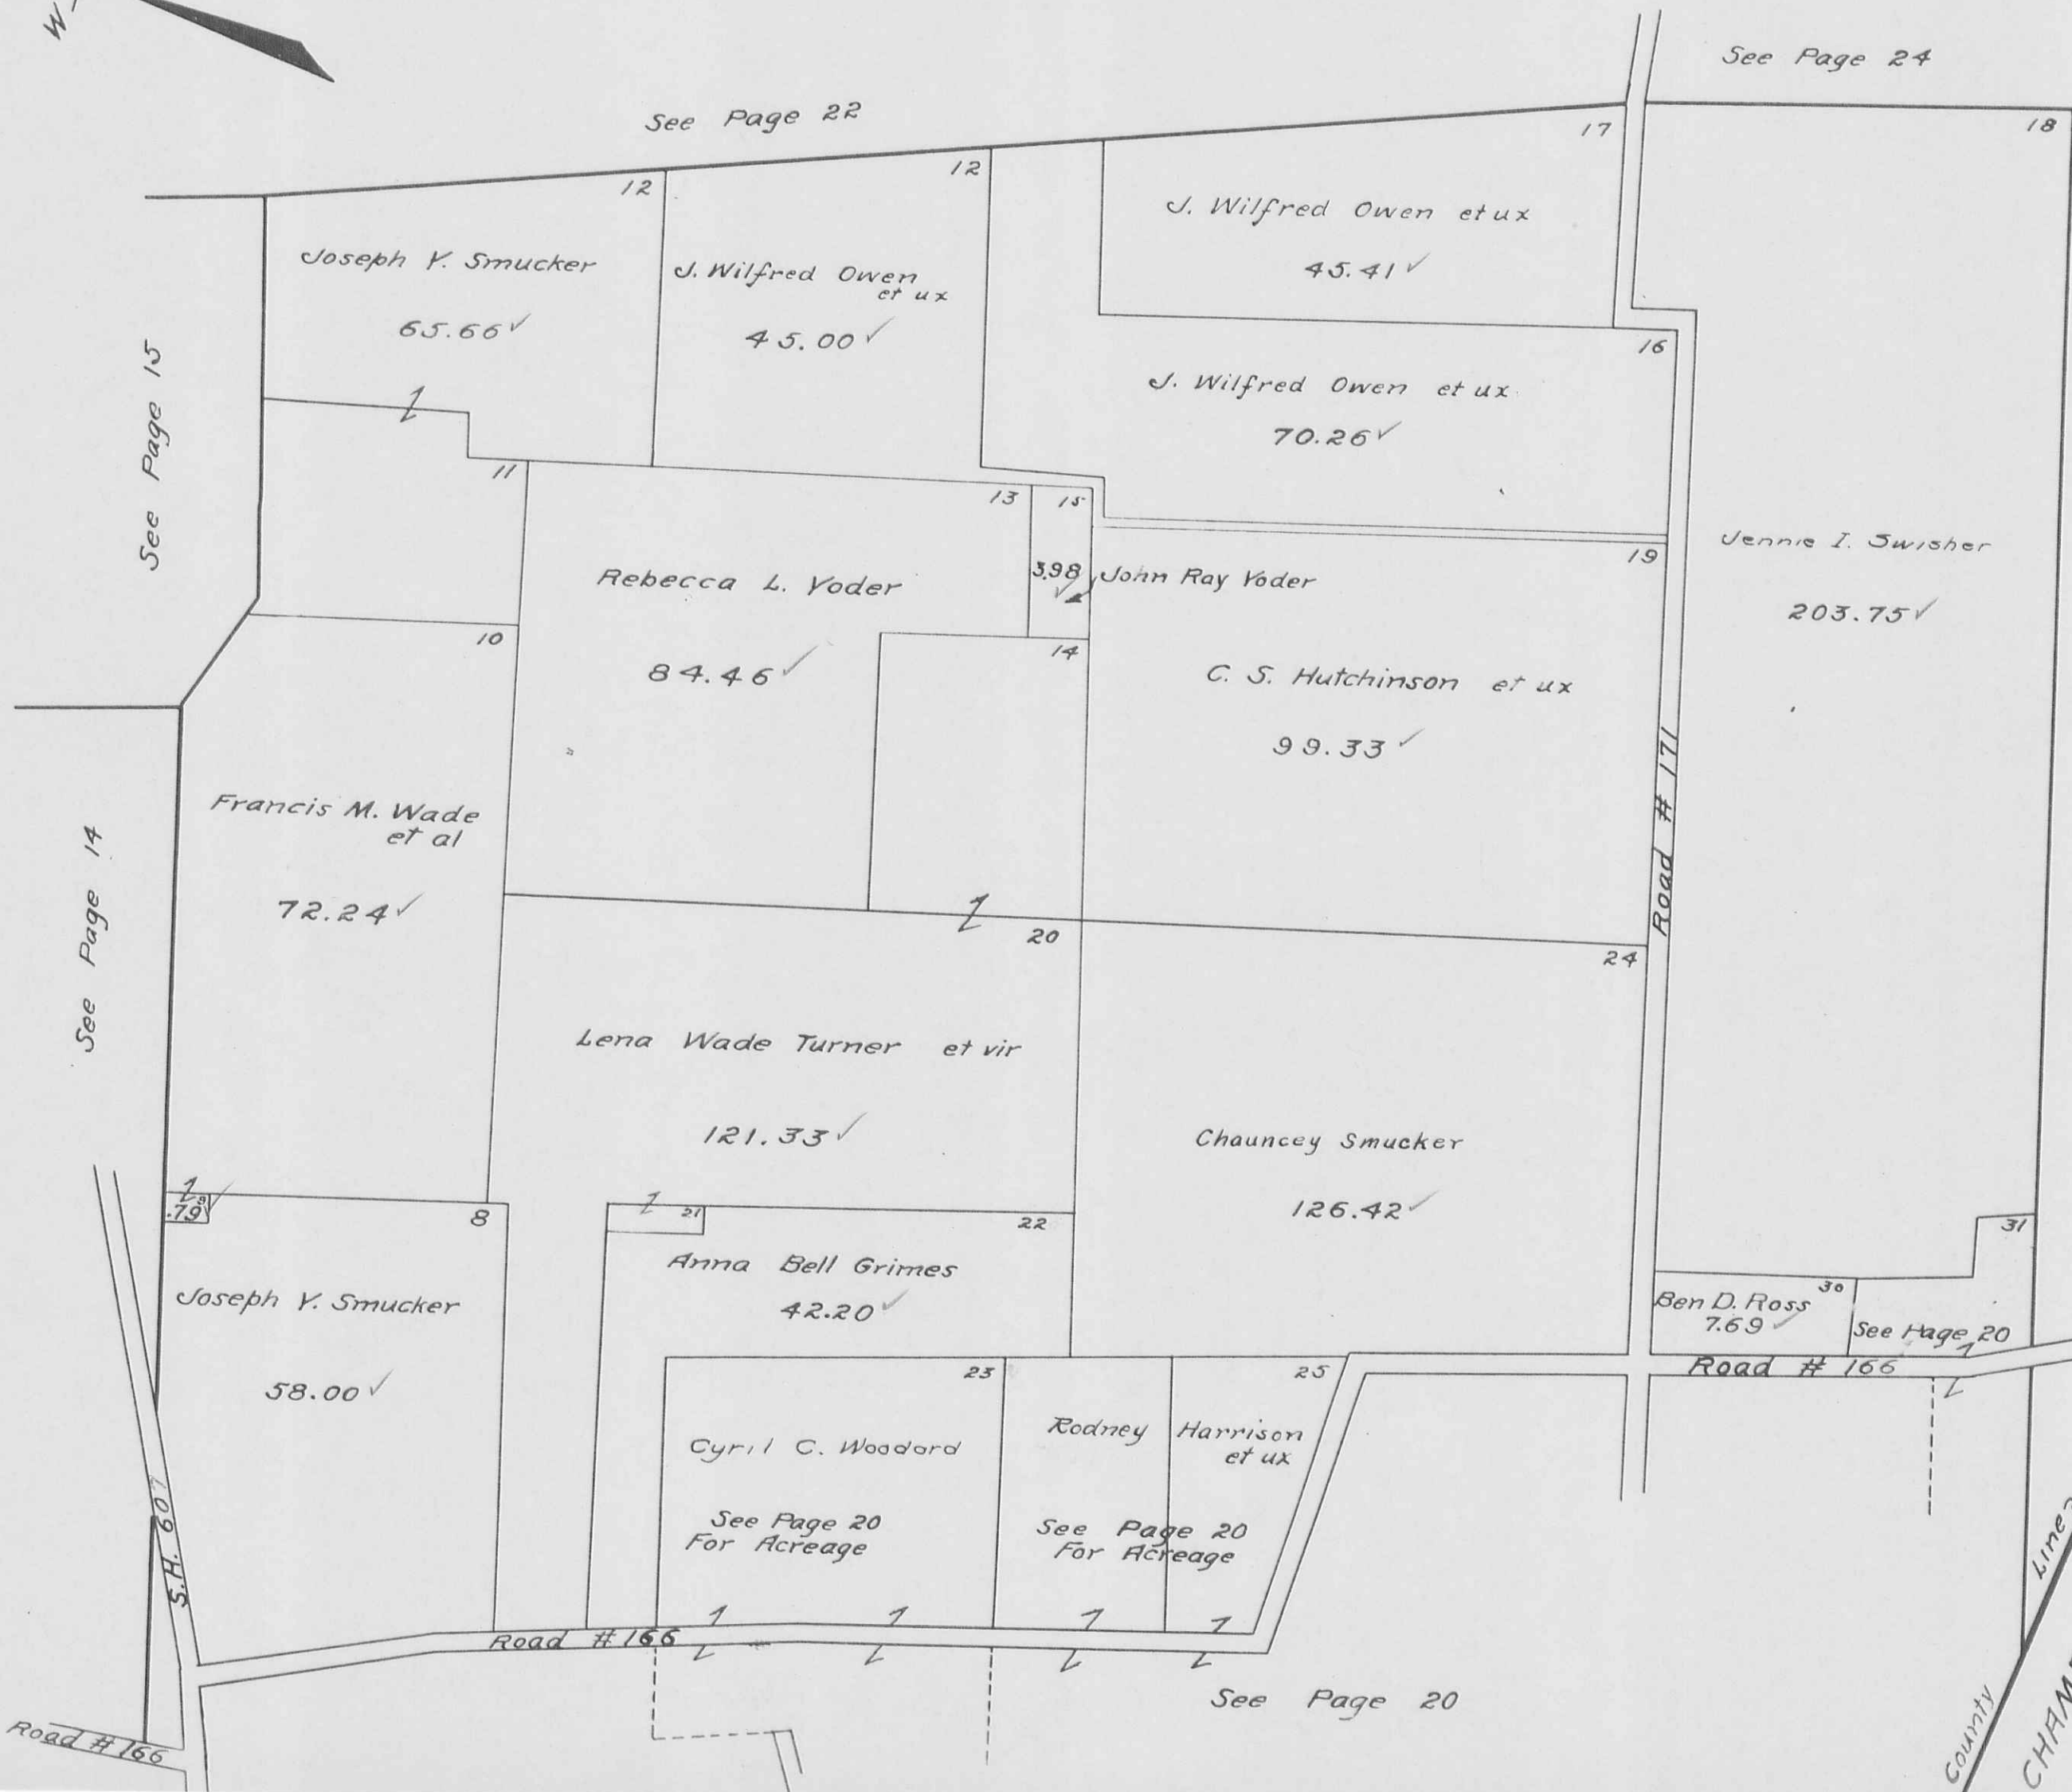 W
See Page 24
See Page 22
17
18
12
12
J. Wilfred Owen et ux
45.41 ✓
Joseph Y. Smucker
65.66 ✓
J. Wilfred Owen
et ux
45.00 ✓
16
J. Wilfred Owen et ux
70.26 ✓
See Page 15
11
13
15
19
Jennie I. Swisher
203.75 ✓
Rebecca L. Yoder
84.46 ✓
3.98 ✓
John Ray Yoder
10
14
C. S. Hutchinson et ux
99.33 ✓
Road # 171
Francis M. Wade
et al
72.24 ✓
See Page 14
20
24
Lena Wade Turner et vir
121.33 ✓
Chauncey Smucker
126.42 ✓
9
.79 ✓
8
21
22
31
Anna Bell Grimes
42.20 ✓
Joseph Y. Smucker
58.00 ✓
30
Ben D. Ross
7.69 ✓
See Page 20
Road # 166
23
25
Cyril C. Woodard
See Page 20
For Acreage
Rodney Harrison
et ux
See Page 20
For Acreage
S.H. 607
Road # 166
See Page 20
Road # 166
County Line